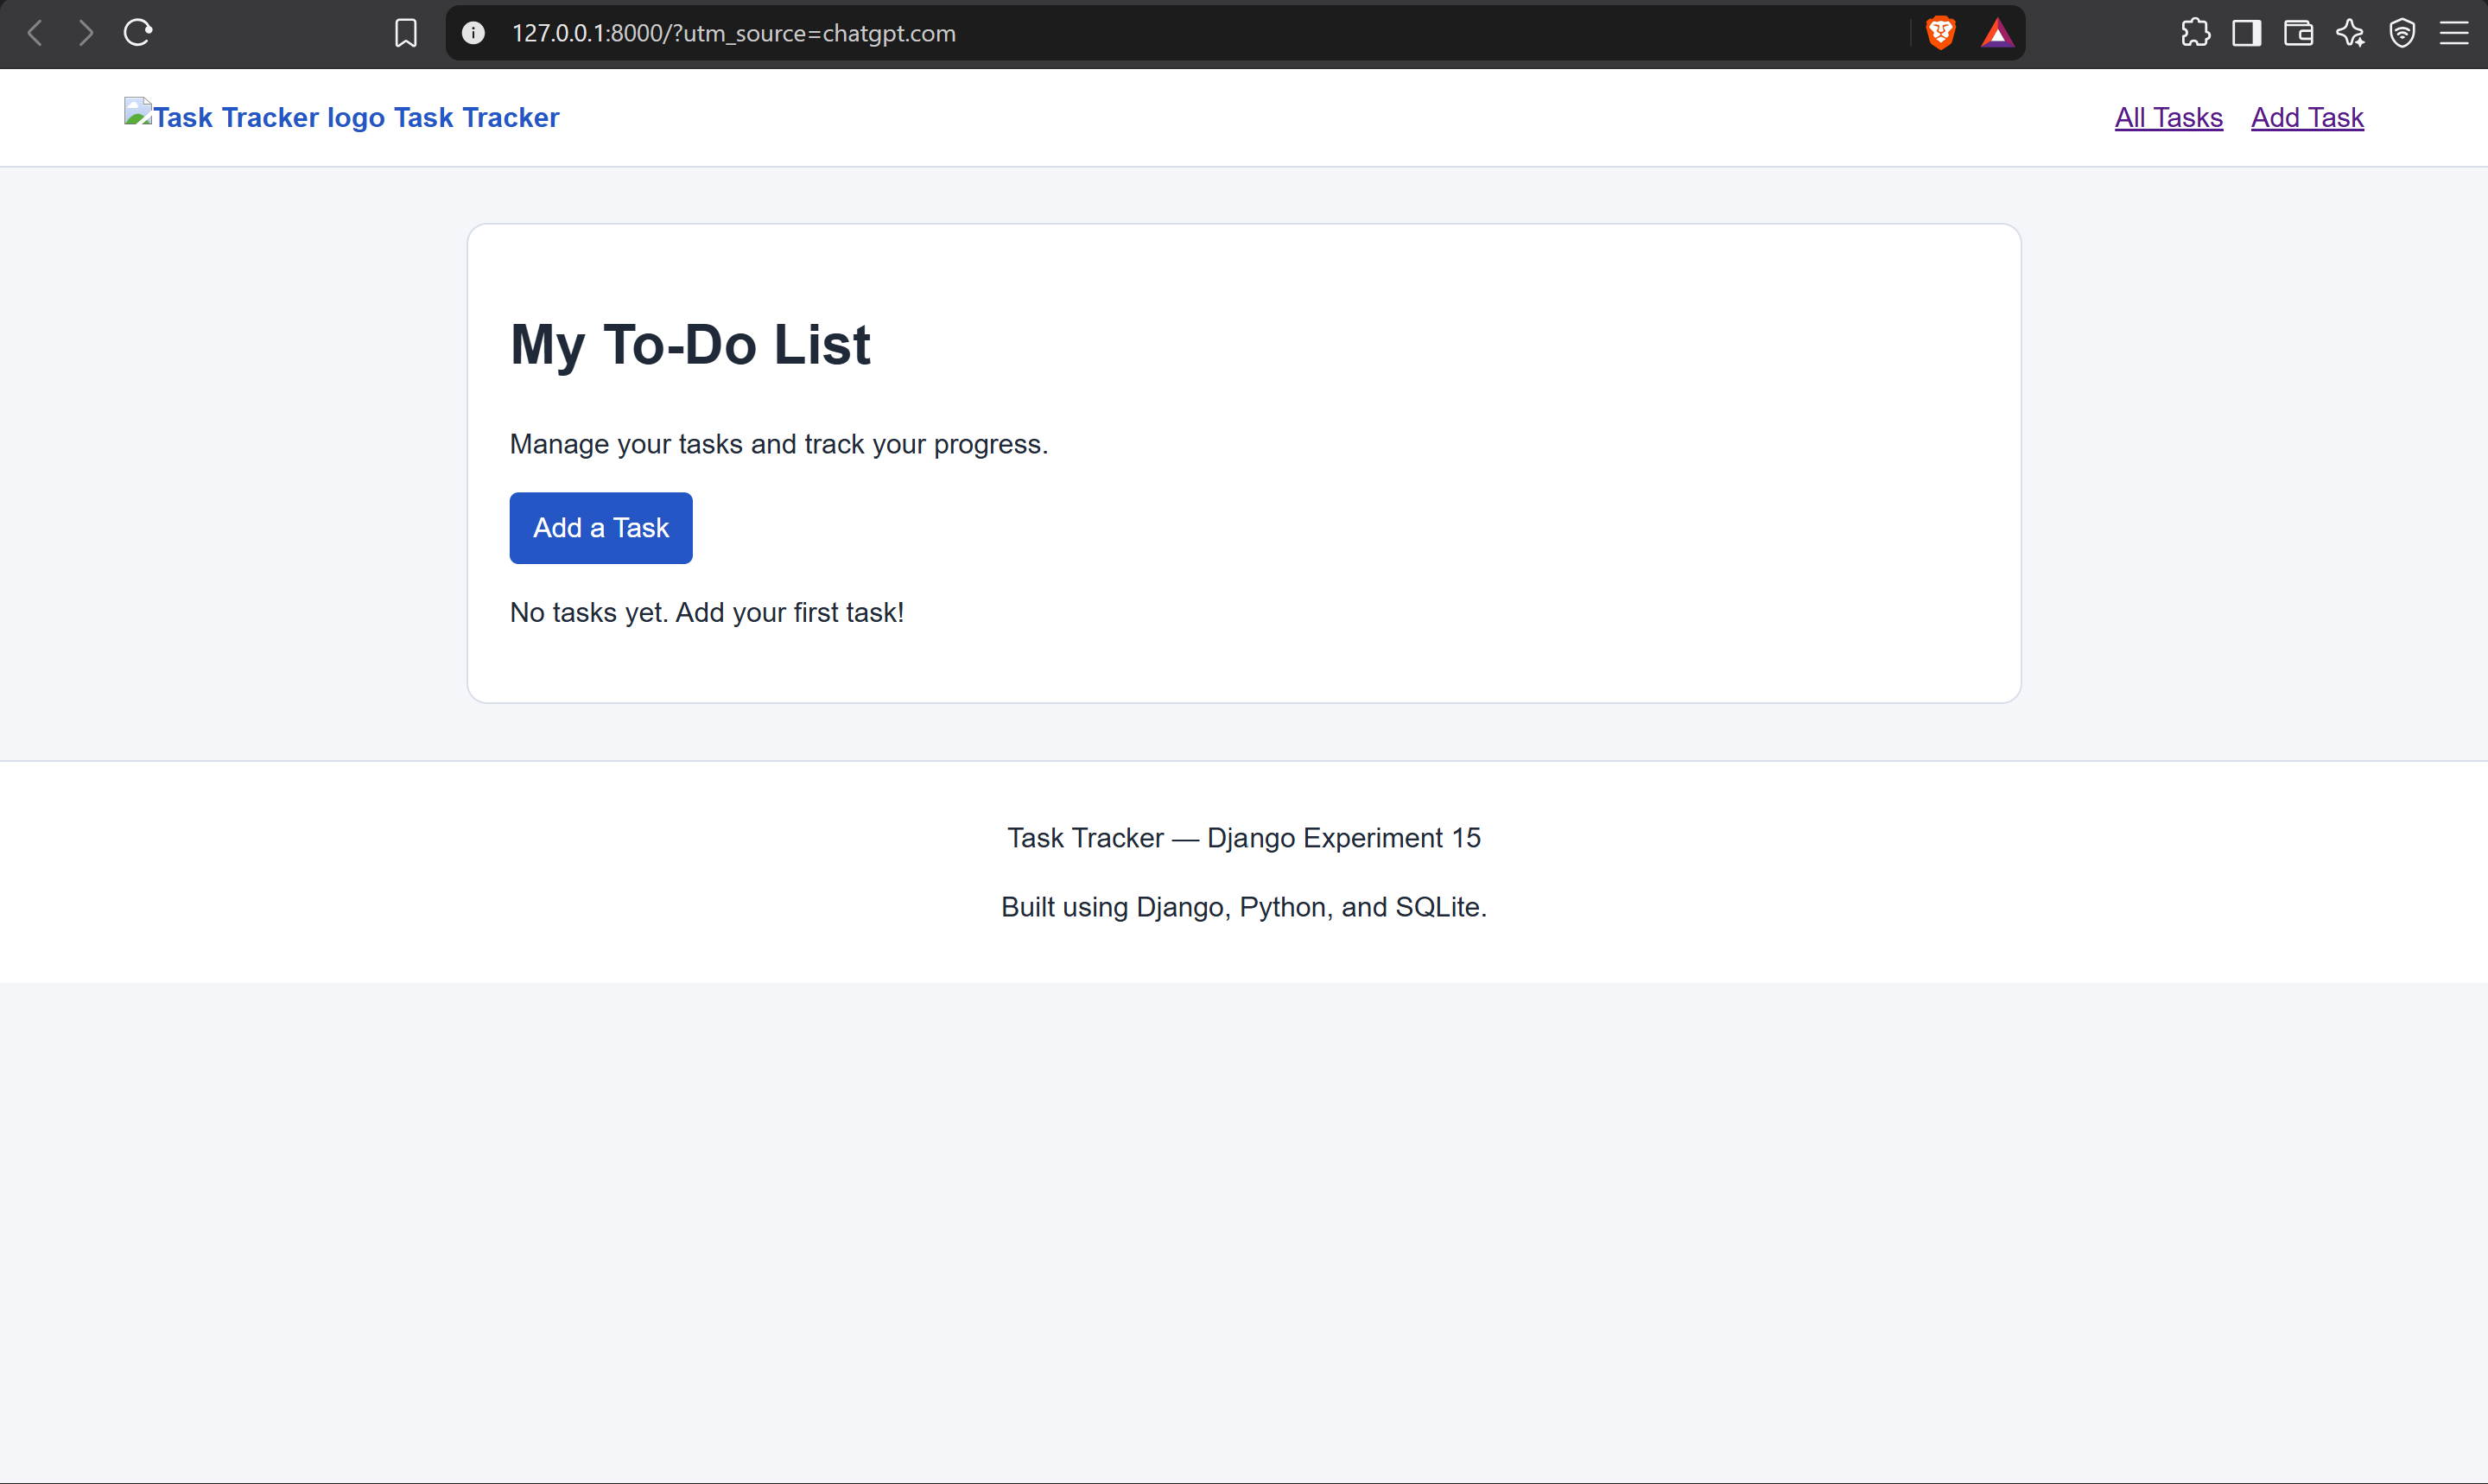 127.0.0.1:8000/?utm_source=chatgpt.com
Task Tracker logo Task Tracker
All Tasks
Add Task
My To-Do List
Manage your tasks and track your progress.
Add a Task
No tasks yet. Add your first task!
Task Tracker — Django Experiment 15
Built using Django, Python, and SQLite.